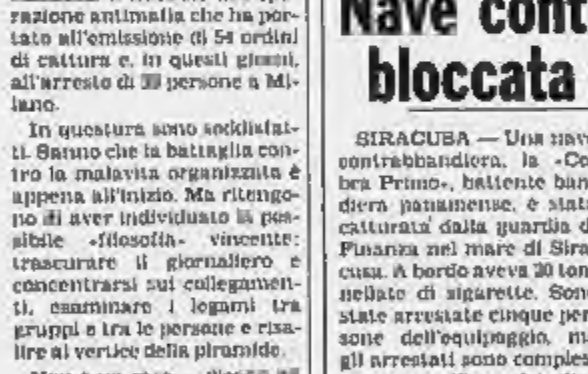 razione antimafia che ha por-
tato all'emissione di 54 ordini
di cattura e, in questi giorni,
all'arresto di persone a Mi-
lano.
In questura sono soddisfat-
ti. Sanno che la battaglia con-
tro la malavita organizzata è
appena all'inizio. Ma ritengo-
no di aver individuato la pos-
sibile «filosofia» vincente:
trascurare il giornaliero e
concentrarsi sui collegamen-
ti, esaminare i legami tra
gruppi e tra le persone e risa-
lire al vertice della piramide.
Nave cont
bloccata
SIRACUSA — Una nave
contrabbandiera, la «Co
bra Primo», battente ban
diera panamense, è stata
catturata dalla guardia d
Finanza nel mare di Sira
cusa. A bordo aveva 20 ton
nellate di sigarette. Sono
state arrestate cinque per
sone dell'equipaggio, m
gli arrestati sono comples